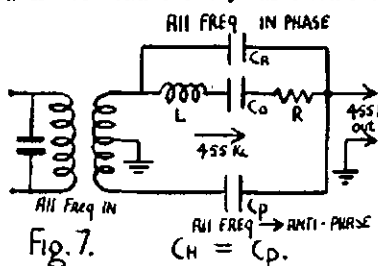 All FREQ IN PHASE
CR
L
Co
R
455 Kc
455
out
All Freq IN
CP
All FREQ → ANTI-PHASE
Fig. 7.
CH = CP.